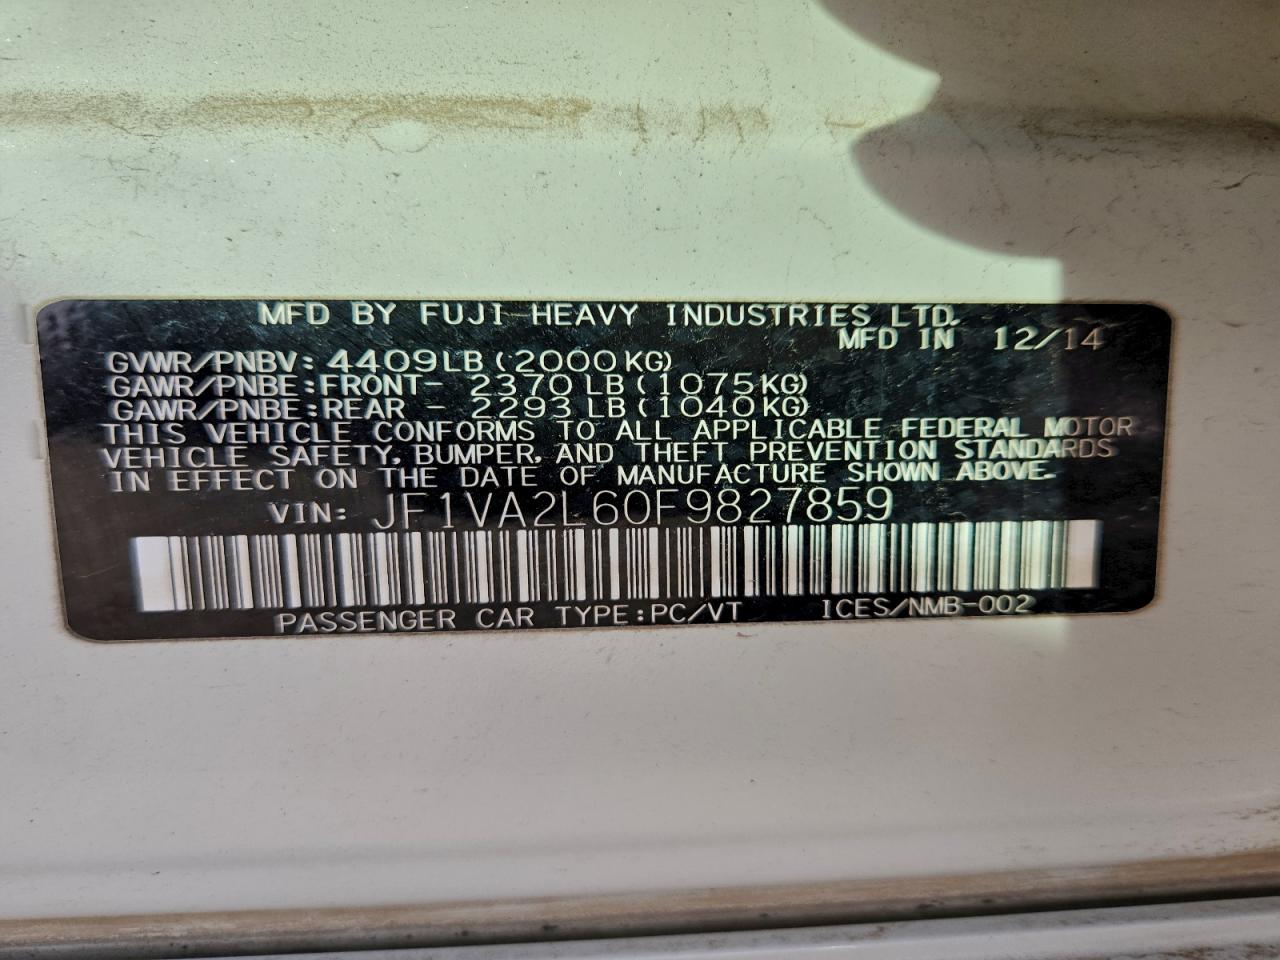 MFD BY FUJI HEAVY INDUSTRIES LTD.
MFD IN 12/14
GVWR/PNBV: 4409LB (2000KG)
GAWR/PNBE:FRONT- 2370LB (1075KG)
GAWR/PNBE:REAR - 2293LB (1040KG)
THIS VEHICLE CONFORMS TO ALL APPLICABLE FEDERAL MOTOR
VEHICLE SAFETY, BUMPER, AND THEFT PREVENTION STANDARDS
IN EFFECT ON THE DATE OF MANUFACTURE SHOWN ABOVE.
VIN: JF1VA2L60F9827859
PASSENGER CAR TYPE:PC/VT ICES/NMB-002